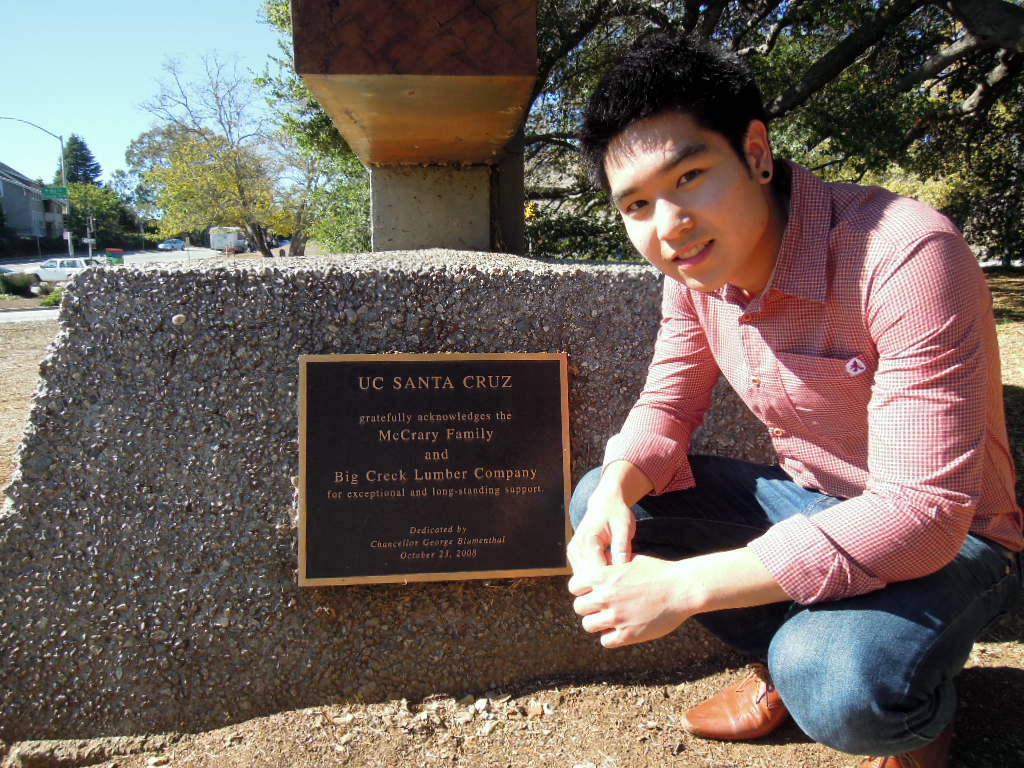 UC SANTA CRUZ
gratefully acknowledges the
McCrary Family
and
Big Creek Lumber Company
for exceptional and long-standing support.
Dedicated by
Chancellor George Blumenthal
October 23, 2008